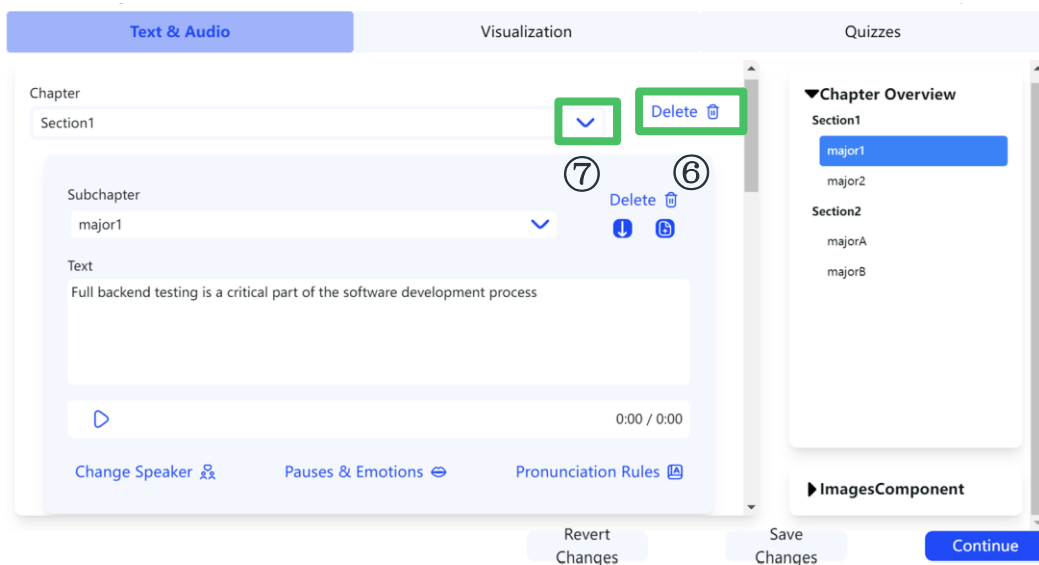 Text & Audio
Visualization
Quizzes
Chapter
Section1
Delete
⑦
⑥
Subchapter
Delete
major1
Text
Full backend testing is a critical part of the software development process
0:00 / 0:00
Change Speaker
Pauses & Emotions
Pronunciation Rules
Chapter Overview
Section1
major1
major2
Section2
majorA
majorB
ImagesComponent
Revert
Changes
Save
Changes
Continue